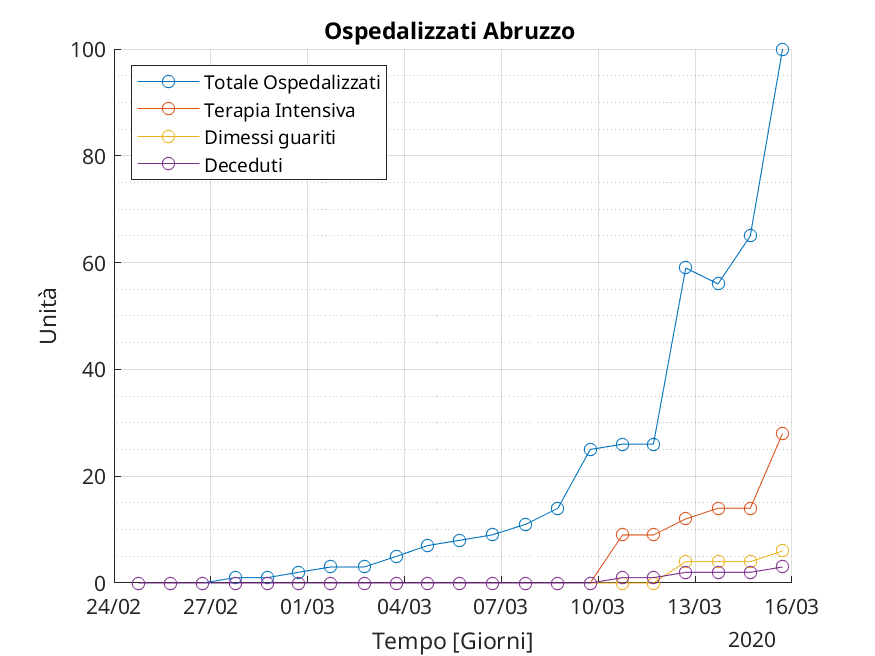 Ospedalizzati Abruzzo
100
80
60
40
20
0
Unità
Totale Ospedalizzati
Terapia Intensiva
Dimessi guariti
Deceduti
24/02 27/02 01/03 04/03 07/03 10/03 13/03 16/03
Tempo [Giorni]
2020